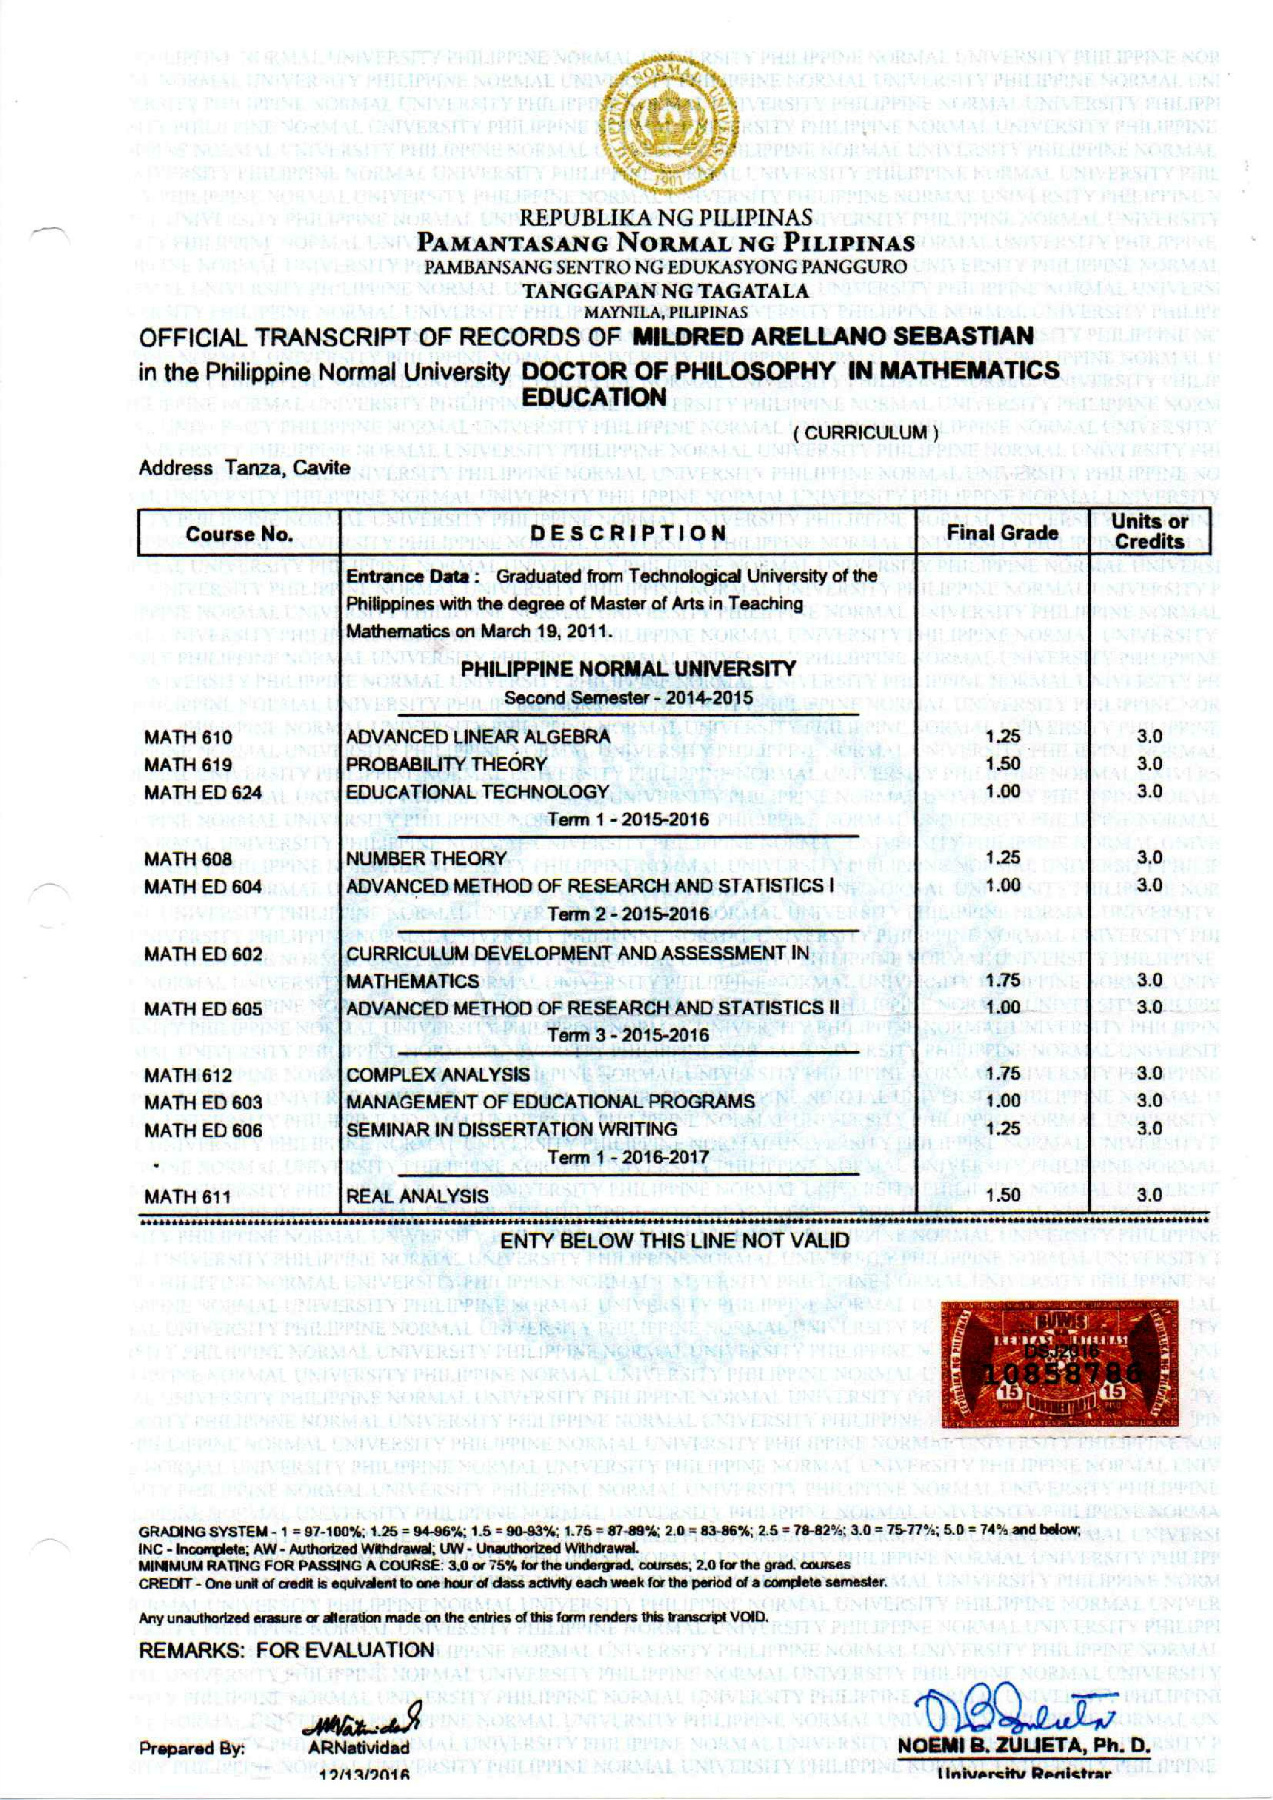 REPUBLIKA NG PILIPINAS
PAMANTASANG NORMAL NG PILIPINAS
PAMBANSANG SENTRO NG EDUKASYONG PANGGURO
TANGGAPAN NG TAGATALA
MAYNILA, PILIPINAS
OFFICIAL TRANSCRIPT OF RECORDS OF MILDRED ARELLANO SEBASTIAN
in the Philippine Normal University DOCTOR OF PHILOSOPHY IN MATHEMATICS
EDUCATION
( CURRICULUM )
Address Tanza, Cavite
Course No. DESCRIPTION Final Grade Units or Credits
Entrance Data : Graduated from Technological University of the
Philippines with the degree of Master of Arts in Teaching
Mathematics on March 19, 2011.
PHILIPPINE NORMAL UNIVERSITY
Second Semester - 2014-2015
MATH 610 ADVANCED LINEAR ALGEBRA 1.25 3.0
MATH 619 PROBABILITY THEORY 1.50 3.0
MATH ED 624 EDUCATIONAL TECHNOLOGY 1.00 3.0
Term 1 - 2015-2016
MATH 608 NUMBER THEORY 1.25 3.0
MATH ED 604 ADVANCED METHOD OF RESEARCH AND STATISTICS I 1.00 3.0
Term 2 - 2015-2016
MATH ED 602 CURRICULUM DEVELOPMENT AND ASSESSMENT IN
MATHEMATICS 1.75 3.0
MATH ED 605 ADVANCED METHOD OF RESEARCH AND STATISTICS II 1.00 3.0
Term 3 - 2015-2016
MATH 612 COMPLEX ANALYSIS 1.75 3.0
MATH ED 603 MANAGEMENT OF EDUCATIONAL PROGRAMS 1.00 3.0
MATH ED 606 SEMINAR IN DISSERTATION WRITING 1.25 3.0
Term 1 - 2016-2017
MATH 611 REAL ANALYSIS 1.50 3.0
ENTY BELOW THIS LINE NOT VALID
BUWIS
RENTAS INTERNAS
DSJ2016
10858786
15 DOKUMENTARYO 15
GRADING SYSTEM - 1 = 97-100%; 1.25 = 94-96%; 1.5 = 90-93%; 1.75 = 87-89%; 2.0 = 83-86%; 2.5 = 78-82%; 3.0 = 75-77%; 5.0 = 74% and below;
INC - Incomplete; AW - Authorized Withdrawal; UW - Unauthorized Withdrawal.
MINIMUM RATING FOR PASSING A COURSE: 3.0 or 75% for the undergrad. courses; 2.0 for the grad. courses
CREDIT - One unit of credit is equivalent to one hour of class activity each week for the period of a complete semester.
Any unauthorized erasure or alteration made on the entries of this form renders this transcript VOID.
REMARKS: FOR EVALUATION
Prepared By: ARNatividad
12/13/2016
NOEMI B. ZULIETA, Ph. D.
University Registrar